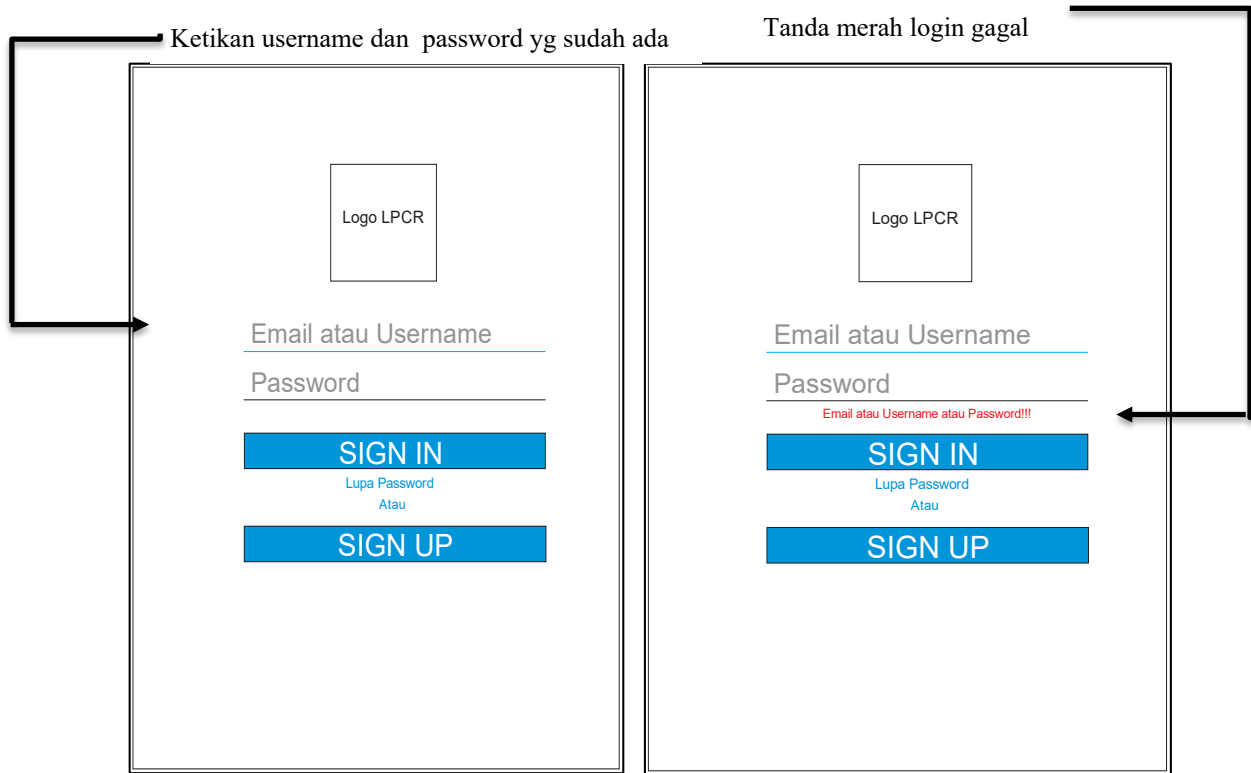 Ketikan username dan  password yg sudah ada
Tanda merah login gagal
Logo LPCR
Email atau Username
Password
SIGN IN
Lupa Password
Atau
SIGN UP
Logo LPCR
Email atau Username
Password
Email atau Username atau Password!!!
SIGN IN
Lupa Password
Atau
SIGN UP